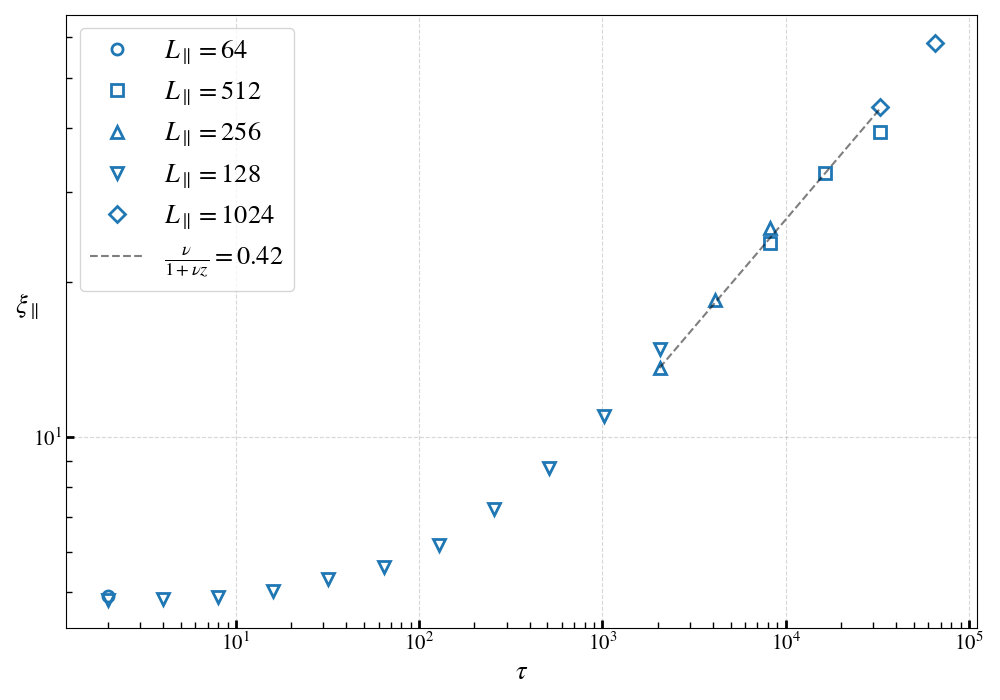 L∥ = 64
L∥ = 512
L∥ = 256
L∥ = 128
L∥ = 1024
ν/(1+νz) = 0.42
ξ∥
10¹
10¹ 10² 10³ 10⁴ 10⁵
τ